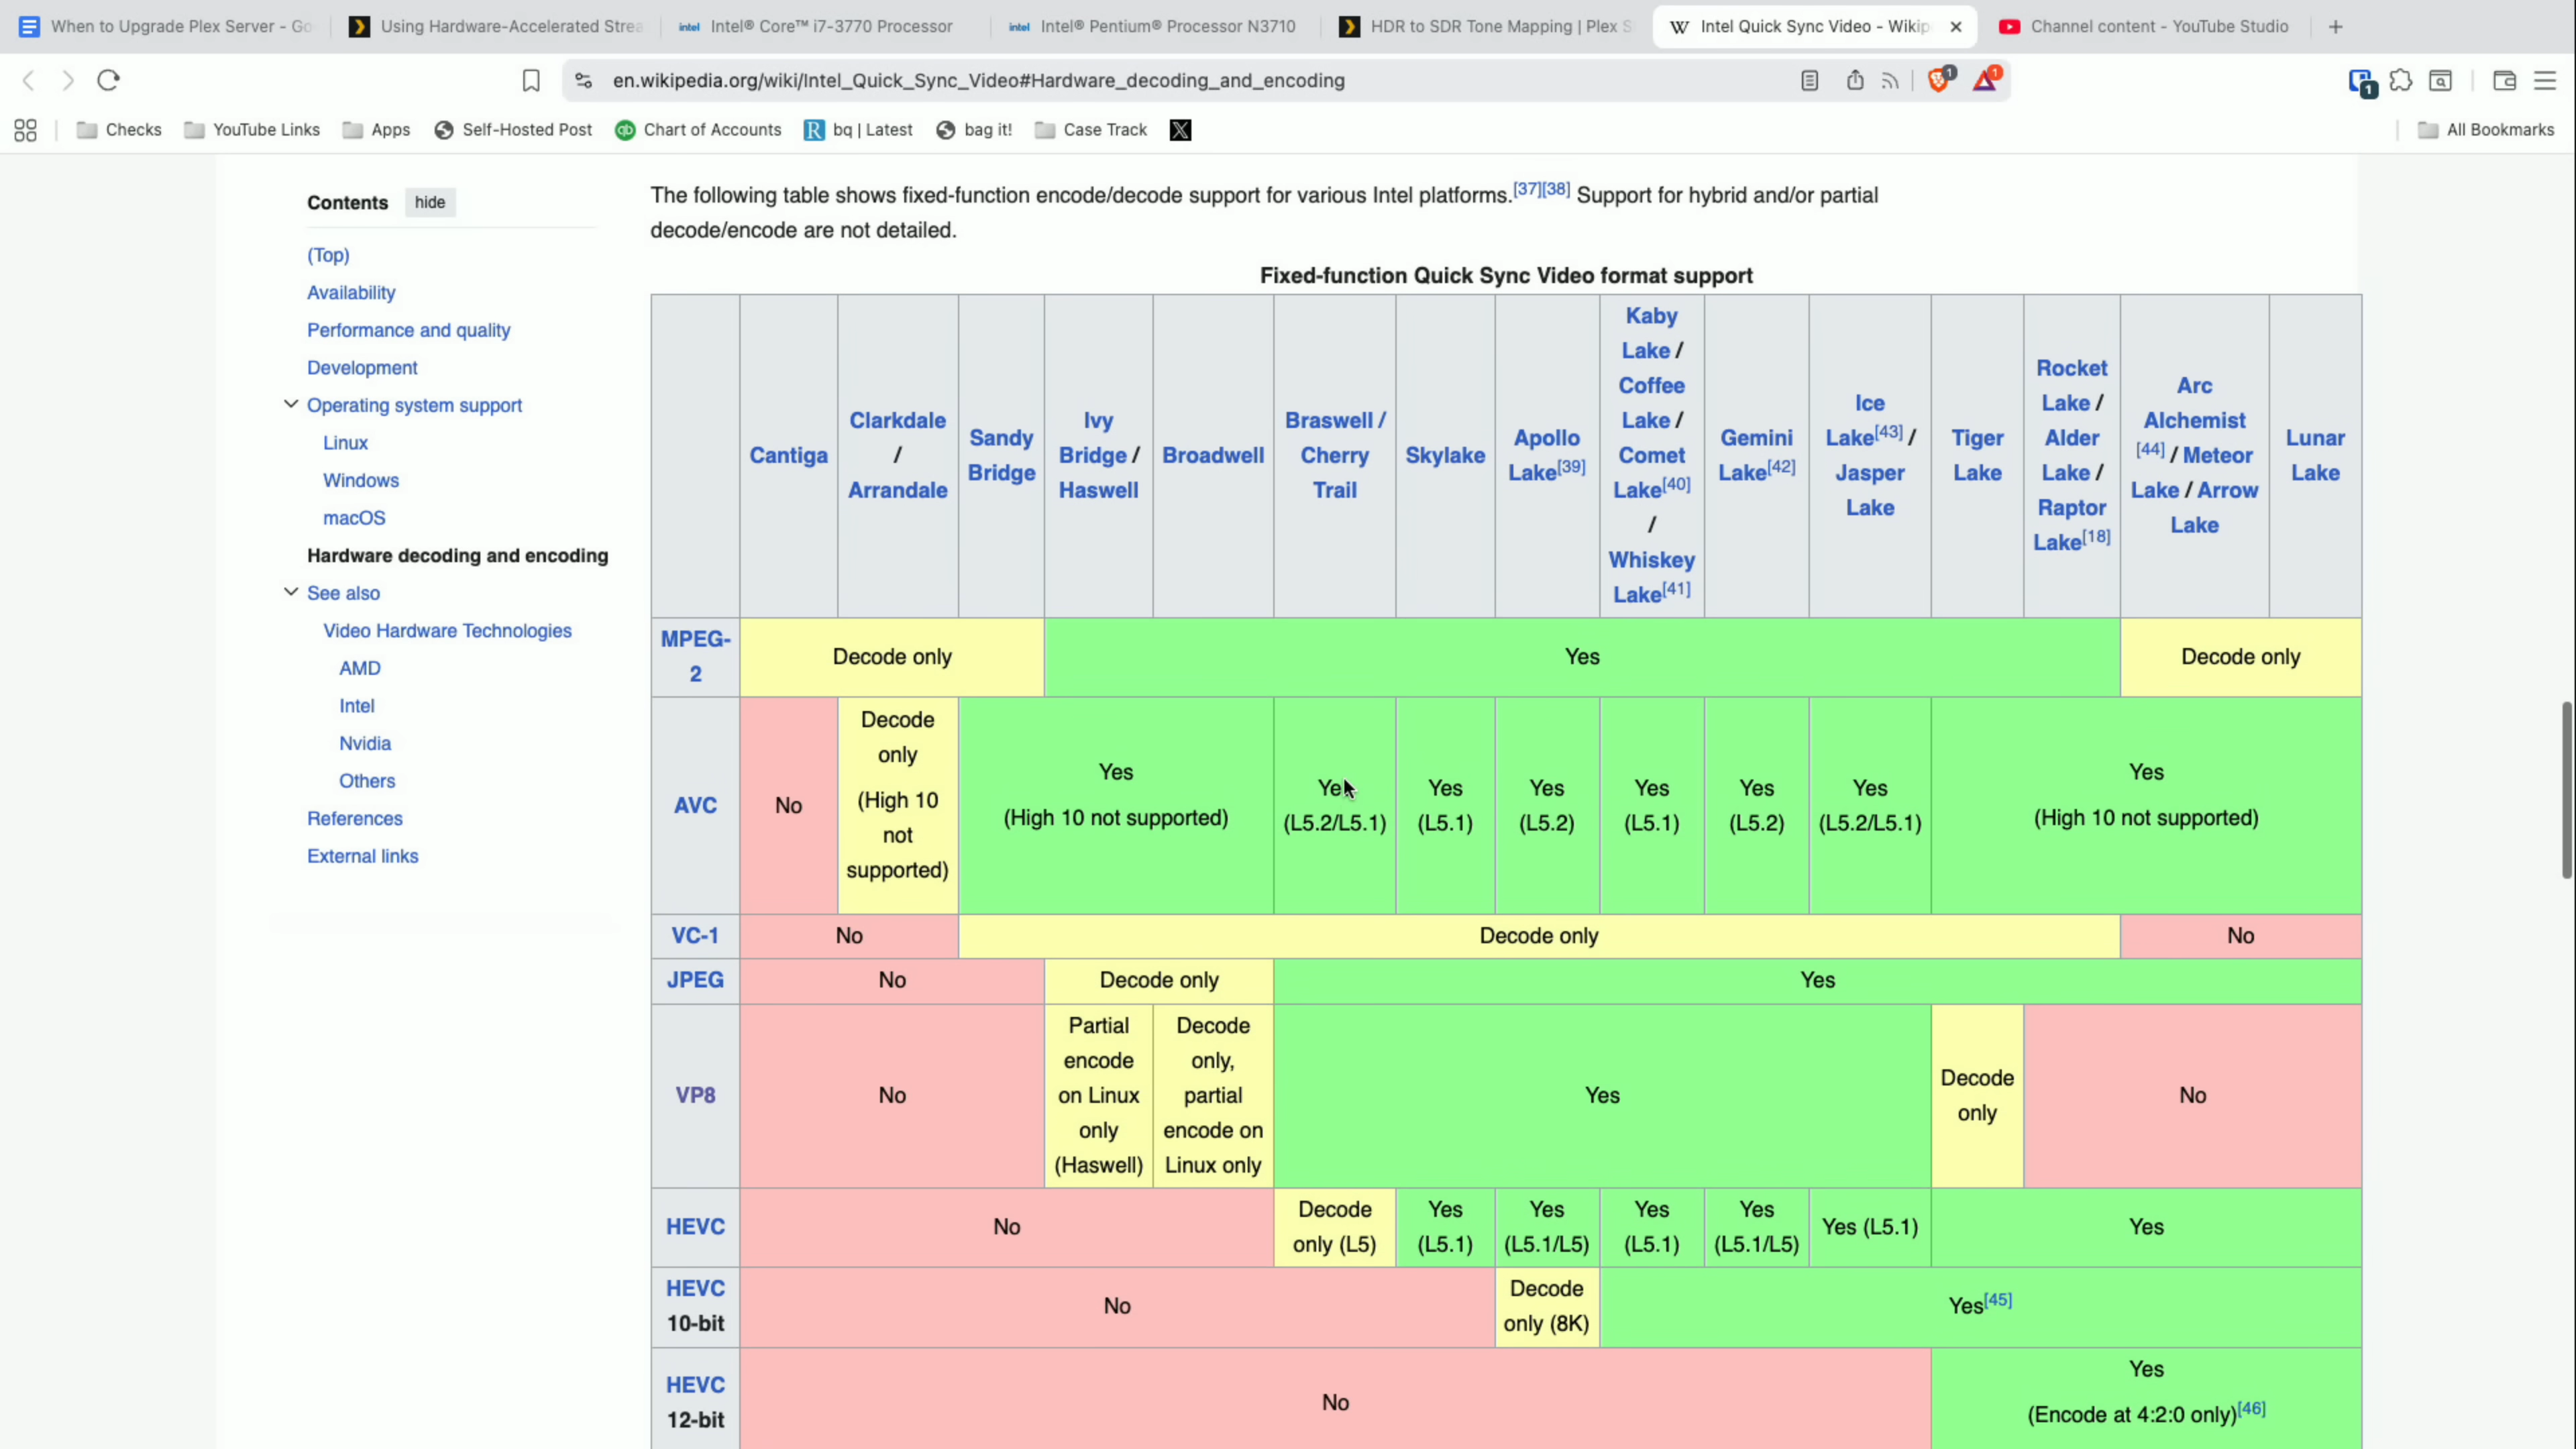 When to Upgrade Plex Server - Go
Using Hardware-Accelerated Strea
intel Intel® Core™ i7-3770 Processor
intel Intel® Pentium® Processor N3710
HDR to SDR Tone Mapping | Plex S
W Intel Quick Sync Video - Wikip
Channel content - YouTube Studio
en.wikipedia.org/wiki/Intel_Quick_Sync_Video#Hardware_decoding_and_encoding
1
1
1
Checks
YouTube Links
Apps
Self-Hosted Post
qb Chart of Accounts
R bq | Latest
bag it!
Case Track
X
All Bookmarks
Contents hide
(Top)
Availability
Performance and quality
Development
Operating system support
Linux
Windows
macOS
Hardware decoding and encoding
See also
Video Hardware Technologies
AMD
Intel
Nvidia
Others
References
External links
The following table shows fixed-function encode/decode support for various Intel platforms.[37][38] Support for hybrid and/or partial
decode/encode are not detailed.
Fixed-function Quick Sync Video format support
Cantiga
Clarkdale
/
Arrandale
Sandy
Bridge
Ivy
Bridge /
Haswell
Broadwell
Braswell /
Cherry
Trail
Skylake
Apollo
Lake[39]
Kaby
Lake /
Coffee
Lake /
Comet
Lake[40]
/
Whiskey
Lake[41]
Gemini
Lake[42]
Ice
Lake[43] /
Jasper
Lake
Tiger
Lake
Rocket
Lake /
Alder
Lake /
Raptor
Lake[18]
Arc
Alchemist
[44] / Meteor
Lake / Arrow
Lake
Lunar
Lake
MPEG-
2
Decode only
Yes
Decode only
AVC
No
Decode
only
(High 10
not
supported)
Yes
(High 10 not supported)
Ye
(L5.2/L5.1)
Yes
(L5.1)
Yes
(L5.2)
Yes
(L5.1)
Yes
(L5.2)
Yes
(L5.2/L5.1)
Yes
(High 10 not supported)
VC-1
No
Decode only
No
JPEG
No
Decode only
Yes
VP8
No
Partial
encode
on Linux
only
(Haswell)
Decode
only,
partial
encode on
Linux only
Yes
Decode
only
No
HEVC
No
Decode
only (L5)
Yes
(L5.1)
Yes
(L5.1/L5)
Yes
(L5.1)
Yes
(L5.1/L5)
Yes (L5.1)
Yes
HEVC
10-bit
No
Decode
only (8K)
Yes[45]
HEVC
12-bit
No
Yes
(Encode at 4:2:0 only)[46]